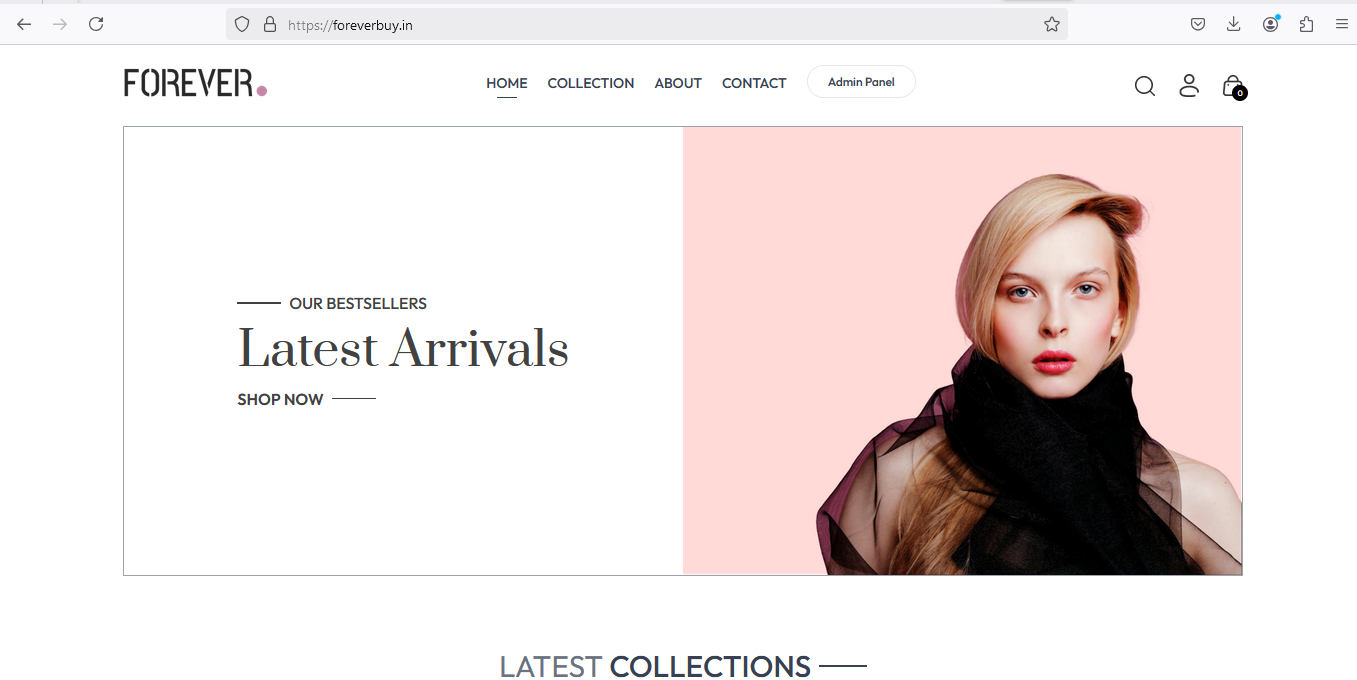 https://foreverbuy.in
FOREVER.
HOME COLLECTION ABOUT CONTACT Admin Panel
0
OUR BESTSELLERS
Latest Arrivals
SHOP NOW
LATEST COLLECTIONS